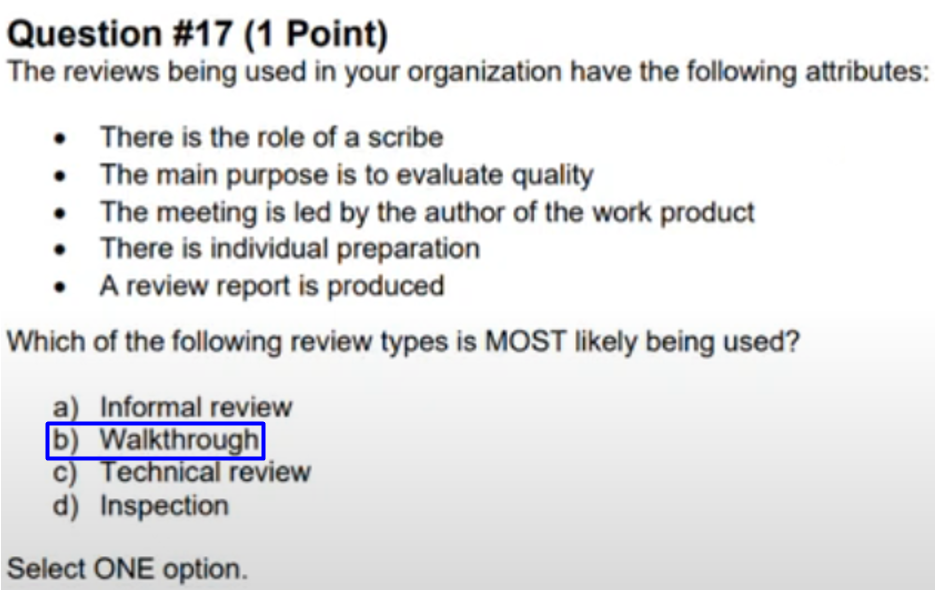 Question #17 (1 Point)
The reviews being used in your organization have the following attributes:
• There is the role of a scribe
• The main purpose is to evaluate quality
• The meeting is led by the author of the work product
• There is individual preparation
• A review report is produced
Which of the following review types is MOST likely being used?
a) Informal review
b) Walkthrough
c) Technical review
d) Inspection
Select ONE option.